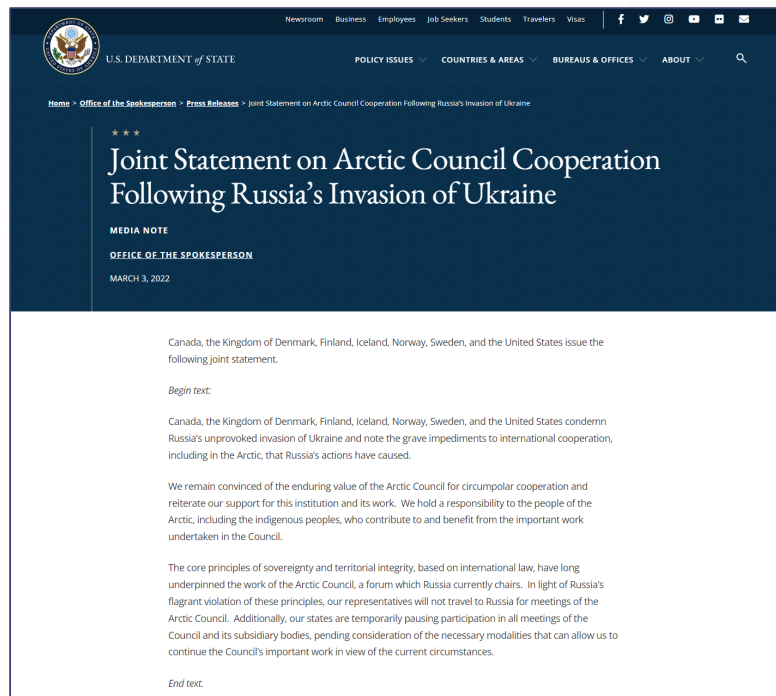 Newsroom Business Employees Job Seekers Students Travelers Visas
U.S. DEPARTMENT of STATE
POLICY ISSUES COUNTRIES & AREAS BUREAUS & OFFICES ABOUT
Home > Office of the Spokesperson > Press Releases > Joint Statement on Arctic Council Cooperation Following Russia's Invasion of Ukraine
Joint Statement on Arctic Council Cooperation
Following Russia's Invasion of Ukraine
MEDIA NOTE
OFFICE OF THE SPOKESPERSON
MARCH 3, 2022
Canada, the Kingdom of Denmark, Finland, Iceland, Norway, Sweden, and the United States issue the
following joint statement.
Begin text:
Canada, the Kingdom of Denmark, Finland, Iceland, Norway, Sweden, and the United States condemn
Russia's unprovoked invasion of Ukraine and note the grave impediments to international cooperation,
including in the Arctic, that Russia's actions have caused.
We remain convinced of the enduring value of the Arctic Council for circumpolar cooperation and
reiterate our support for this institution and its work. We hold a responsibility to the people of the
Arctic, including the indigenous peoples, who contribute to and benefit from the important work
undertaken in the Council.
The core principles of sovereignty and territorial integrity, based on international law, have long
underpinned the work of the Arctic Council, a forum which Russia currently chairs. In light of Russia's
flagrant violation of these principles, our representatives will not travel to Russia for meetings of the
Arctic Council. Additionally, our states are temporarily pausing participation in all meetings of the
Council and its subsidiary bodies, pending consideration of the necessary modalities that can allow us to
continue the Council's important work in view of the current circumstances.
End text.